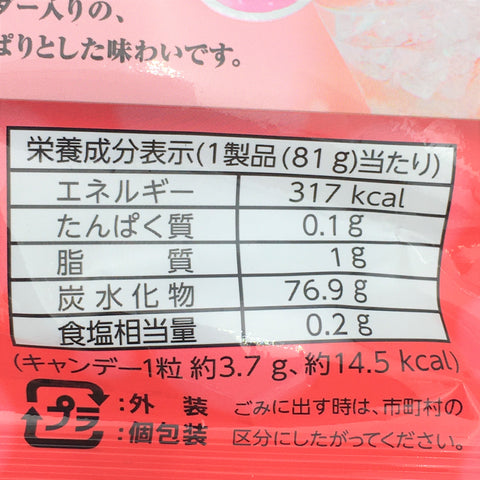 ター入りの、
ぱりとした味わいです。
栄養成分表示(1製品(81g)当たり)
エネルギー 317 kcal
たんぱく質 0.1 g
脂質 1 g
炭水化物 76.9 g
食塩相当量 0.2 g
(キャンデー1粒 約3.7 g、約14.5 kcal)
プラ :外装 ごみに出す時は、市町村の
:個包装 区分にしたがってください。